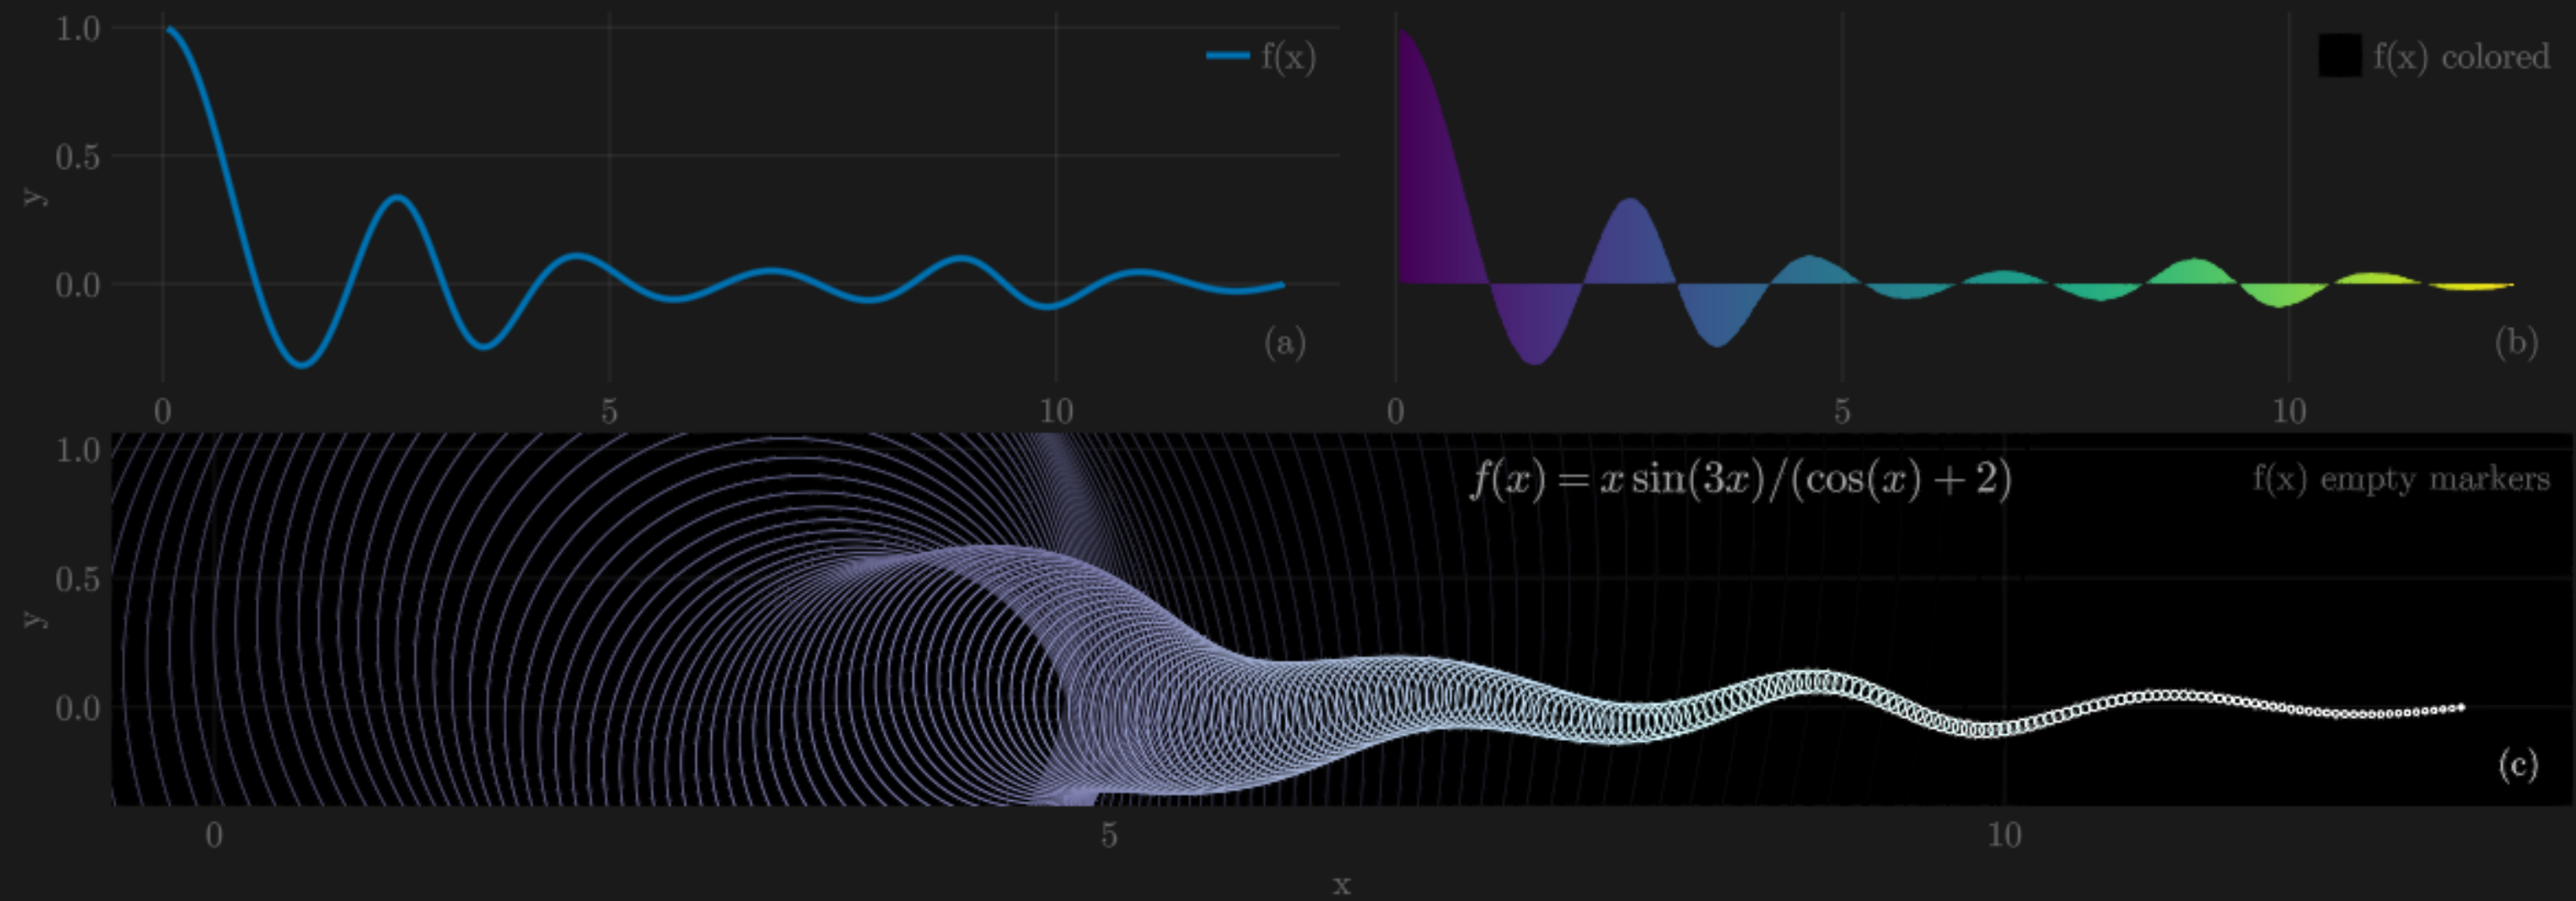 1.0
0.5
0.0
y
f(x)
(a)
0 5 10
f(x) colored
(b)
0 5 10
1.0
0.5
0.0
y
f(x) = x sin(3x)/(cos(x) + 2)
f(x) empty markers
(c)
0 5 10
x